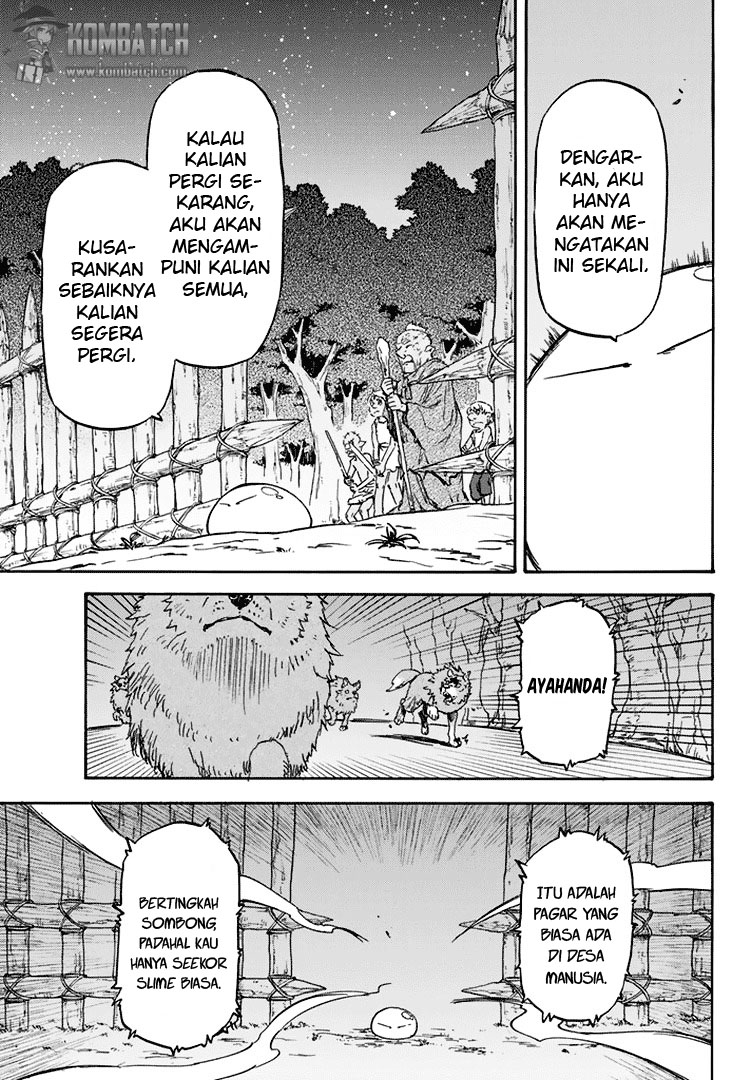 KOMBATCH
www.kombatch.com
DENGAR-
KAN, AKU
HANYA
AKAN ME-
NGATAKAN
INI SEKALI.
KALAU
KALIAN
PERGI SE-
KARANG,
AKU AKAN
MENGAM-
PUNI KALIAN
SEMUA,
KUSA-
RANKAN
SEBAIKNYA
KALIAN
SEGERA
PERGI.
AYAHANDA!
ITU ADALAH
PAGAR YANG
BIASA ADA
DI DESA
MANUSIA.
BERTINGKAH
SOMBONG,
PADAHAL KAU
HANYA SEEKOR
SLIME BIASA.